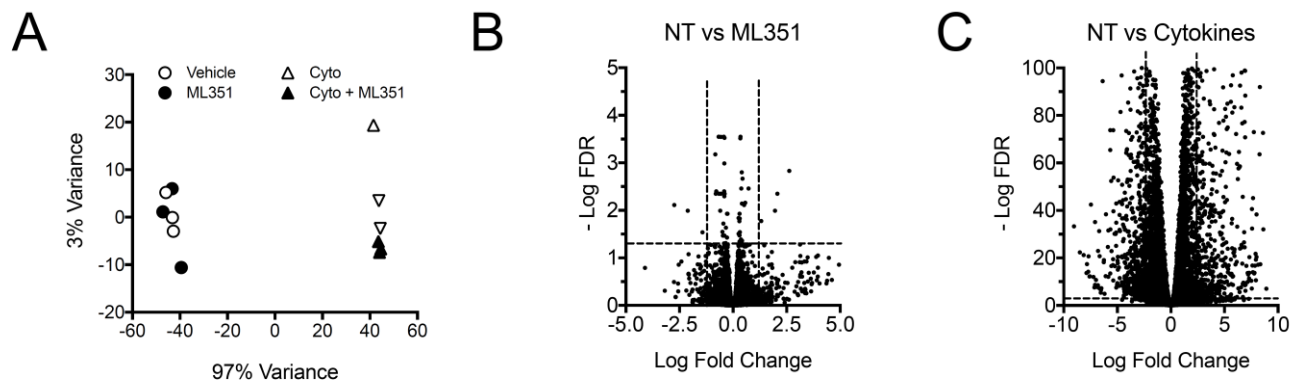 A
30
20
10
0
-10
-20
-60
-40
-20
0
20
40
60
3% Variance
97% Variance
Vehicle
ML351
Cyto
Cyto + ML351
B
NT vs ML351
5
4
3
2
1
0
-5.0
-2.5
0.0
2.5
5.0
- Log FDR
Log Fold Change
C
NT vs Cytokines
100
80
60
40
20
0
-10
-5
0
5
10
- Log FDR
Log Fold Change